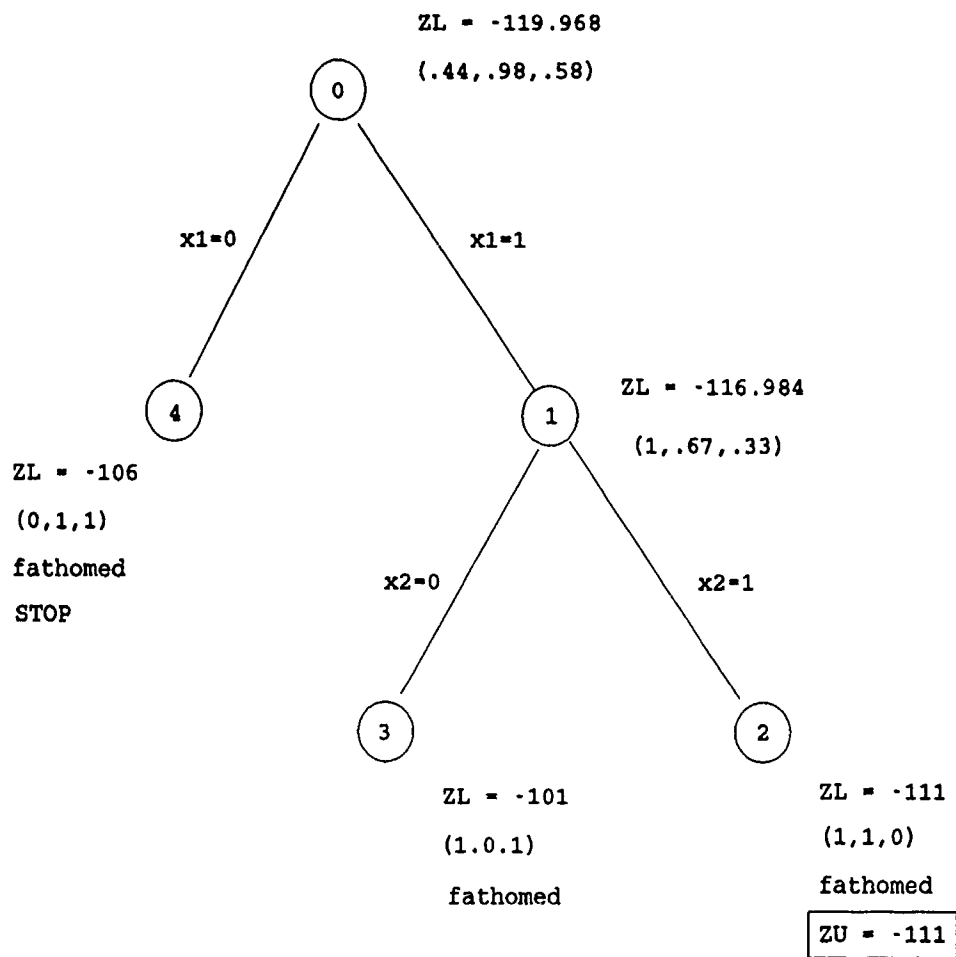 ZL = -119.968
(.44,.98,.58)
0
x1=0
x1=1
4
1
ZL = -116.984
(1,.67,.33)
ZL = -106
(0,1,1)
fathomed
STOP
x2=0
x2=1
3
2
ZL = -101
(1.0.1)
fathomed
ZL = -111
(1,1,0)
fathomed
ZU = -111